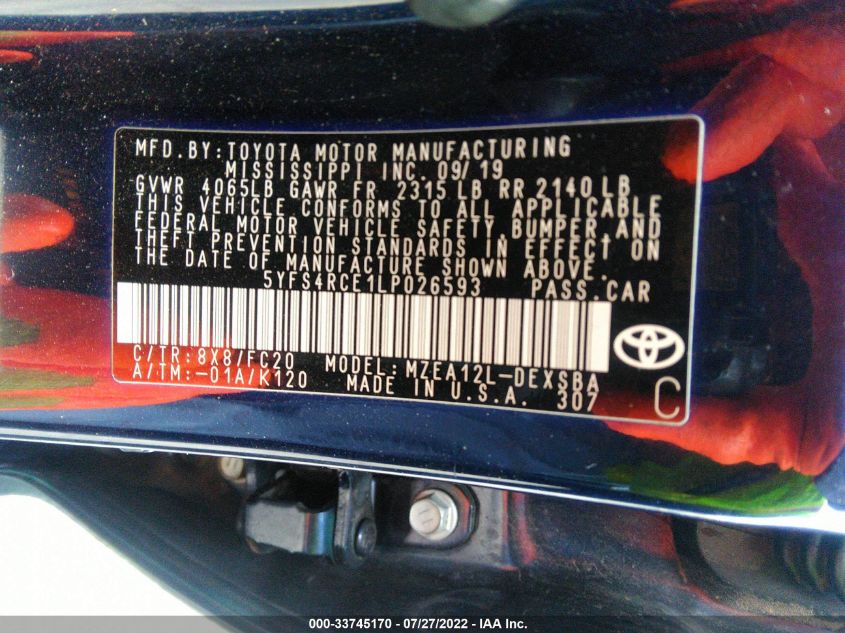 MFD.BY:TOYOTA MOTOR MANUFACTURING
MISSISSIPPI INC. 09/19
GVWR 4065LB GAWR FR 2315 LB RR 2140 LB
THIS VEHICLE CONFORMS TO ALL APPLICABLE
FEDERAL MOTOR VEHICLE SAFETY,BUMPER,AND
THEFT PREVENTION STANDARDS IN EFFECT ON
THE DATE OF MANUFACTURE SHOWN ABOVE.
5YFS4RCE1LP026593 PASS.CAR
C/TR:8X8/FC20 MODEL:MZEA12L-DEXSBA
A/TM:-01A/K120 MADE IN U.S.A. 307
C
000-33745170 - 07/27/2022 - IAA Inc.